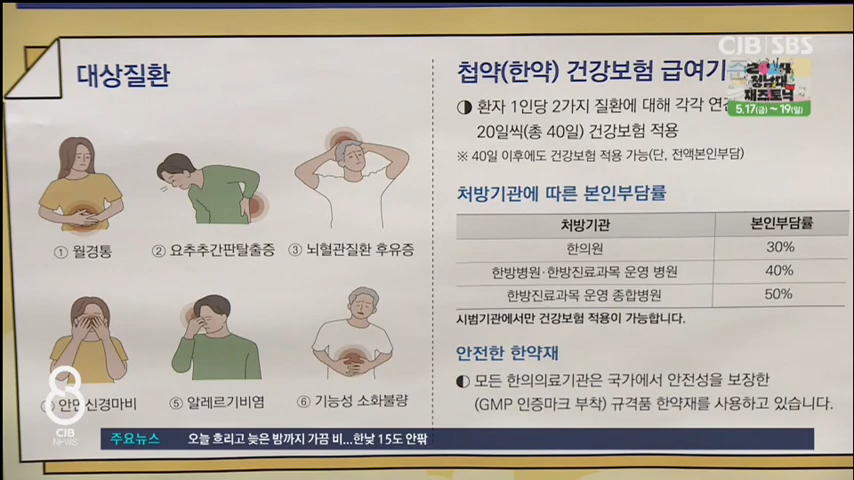 CJB SBS
대상질환
① 월경통
② 요추추간판탈출증
③ 뇌혈관질환 후유증
안면신경마비
⑤ 알레르기비염
⑥ 기능성 소화불량
첩약(한약) 건강보험 급여기준
환자 1인당 2가지 질환에 대해 각각
20일씩(총 40일) 건강보험 적용
※ 40일 이후에도 건강보험 적용 가능(단, 전액본인부담)
처방기관에 따른 본인부담률
처방기관 본인부담률
한의원 30%
한방병원·한방진료과목 운영 병원 40%
한방진료과목 운영 종합병원 50%
시범기관에서만 건강보험 적용이 가능합니다.
안전한 한약재
모든 한의의료기관은 국가에서 안전성을 보장한
(GMP 인증마크 부착) 규격품 한약재를 사용하고 있습니다.
청남대
재즈토닉
5.17(금) ~ 19(일)
8
CJB
NEWS
주요뉴스 오늘 흐리고 늦은 밤까지 가끔 비...한낮 15도 안팎